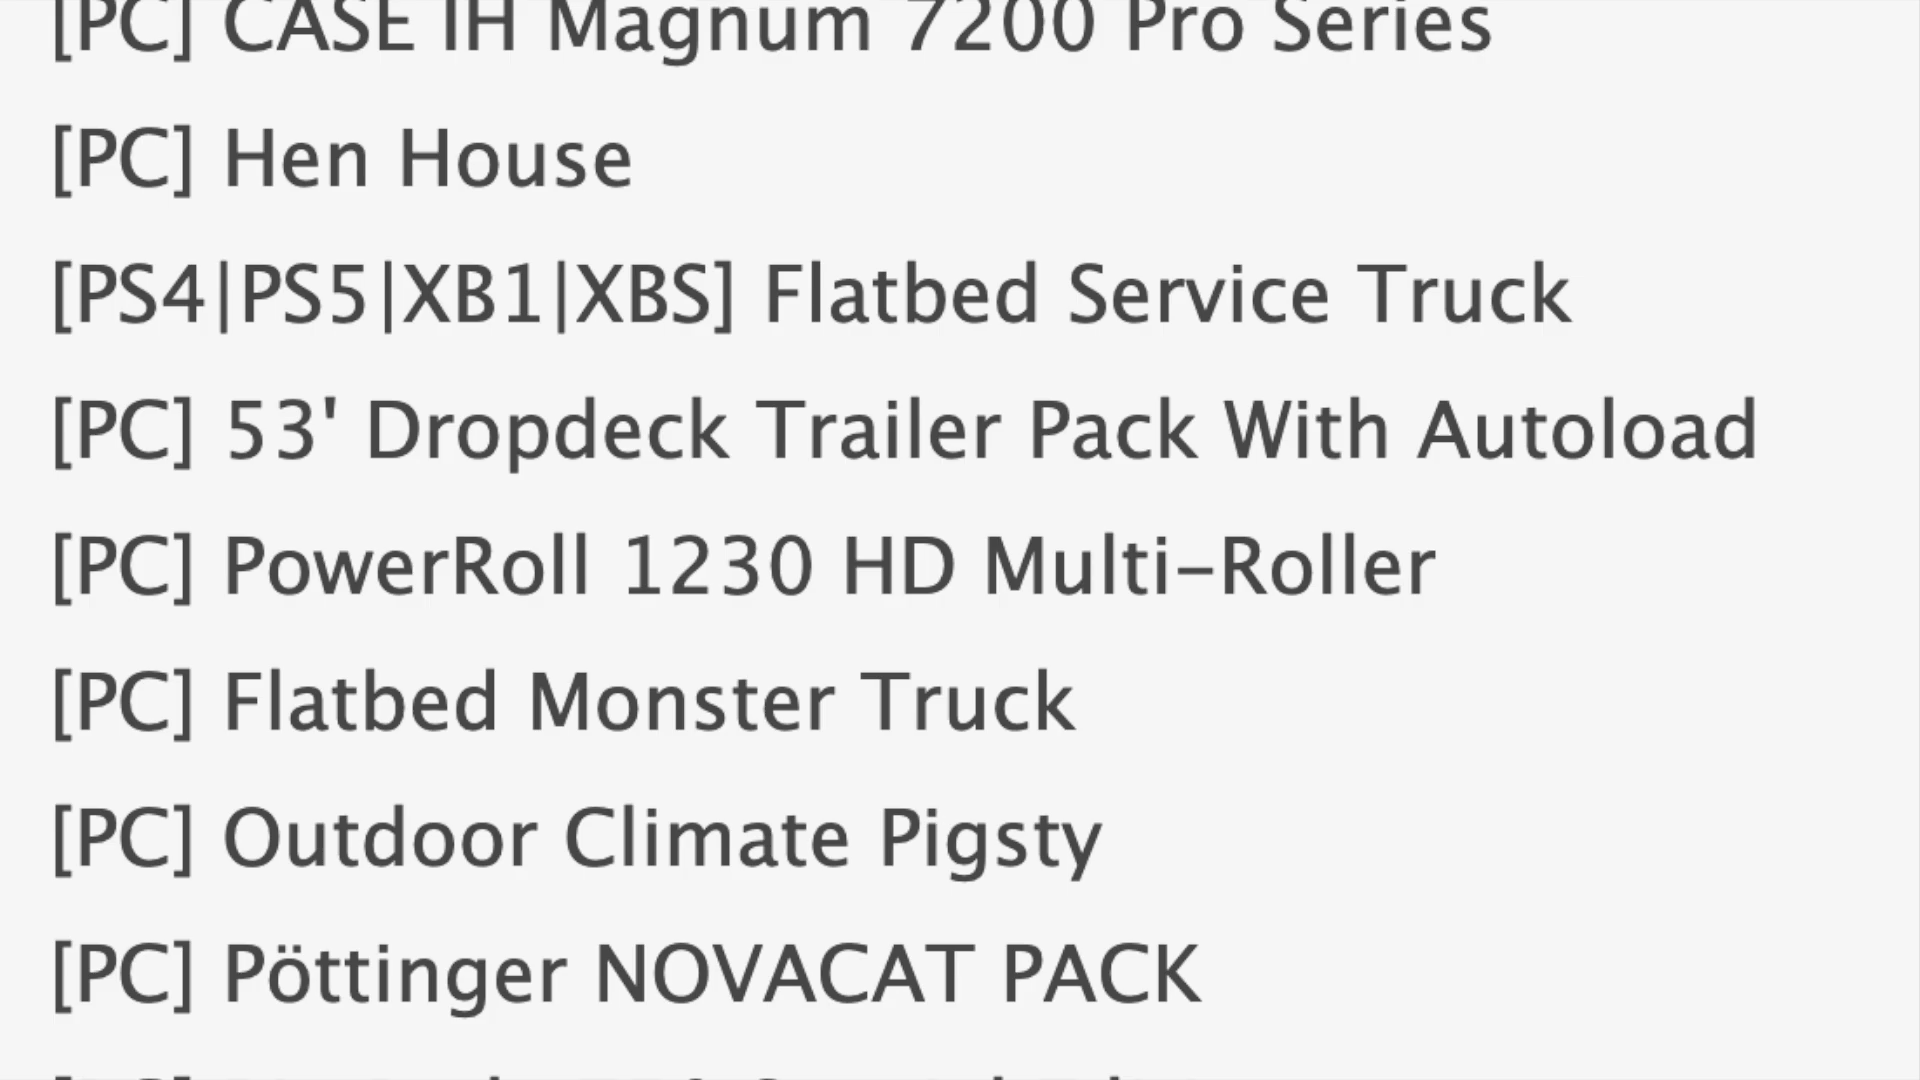 [PC] CASE IH Magnum 7200 Pro Series
[PC] Hen House
[PS4|PS5|XB1|XBS] Flatbed Service Truck
[PC] 53' Dropdeck Trailer Pack With Autoload
[PC] PowerRoll 1230 HD Multi-Roller
[PC] Flatbed Monster Truck
[PC] Outdoor Climate Pigsty
[PC] Pöttinger NOVACAT PACK